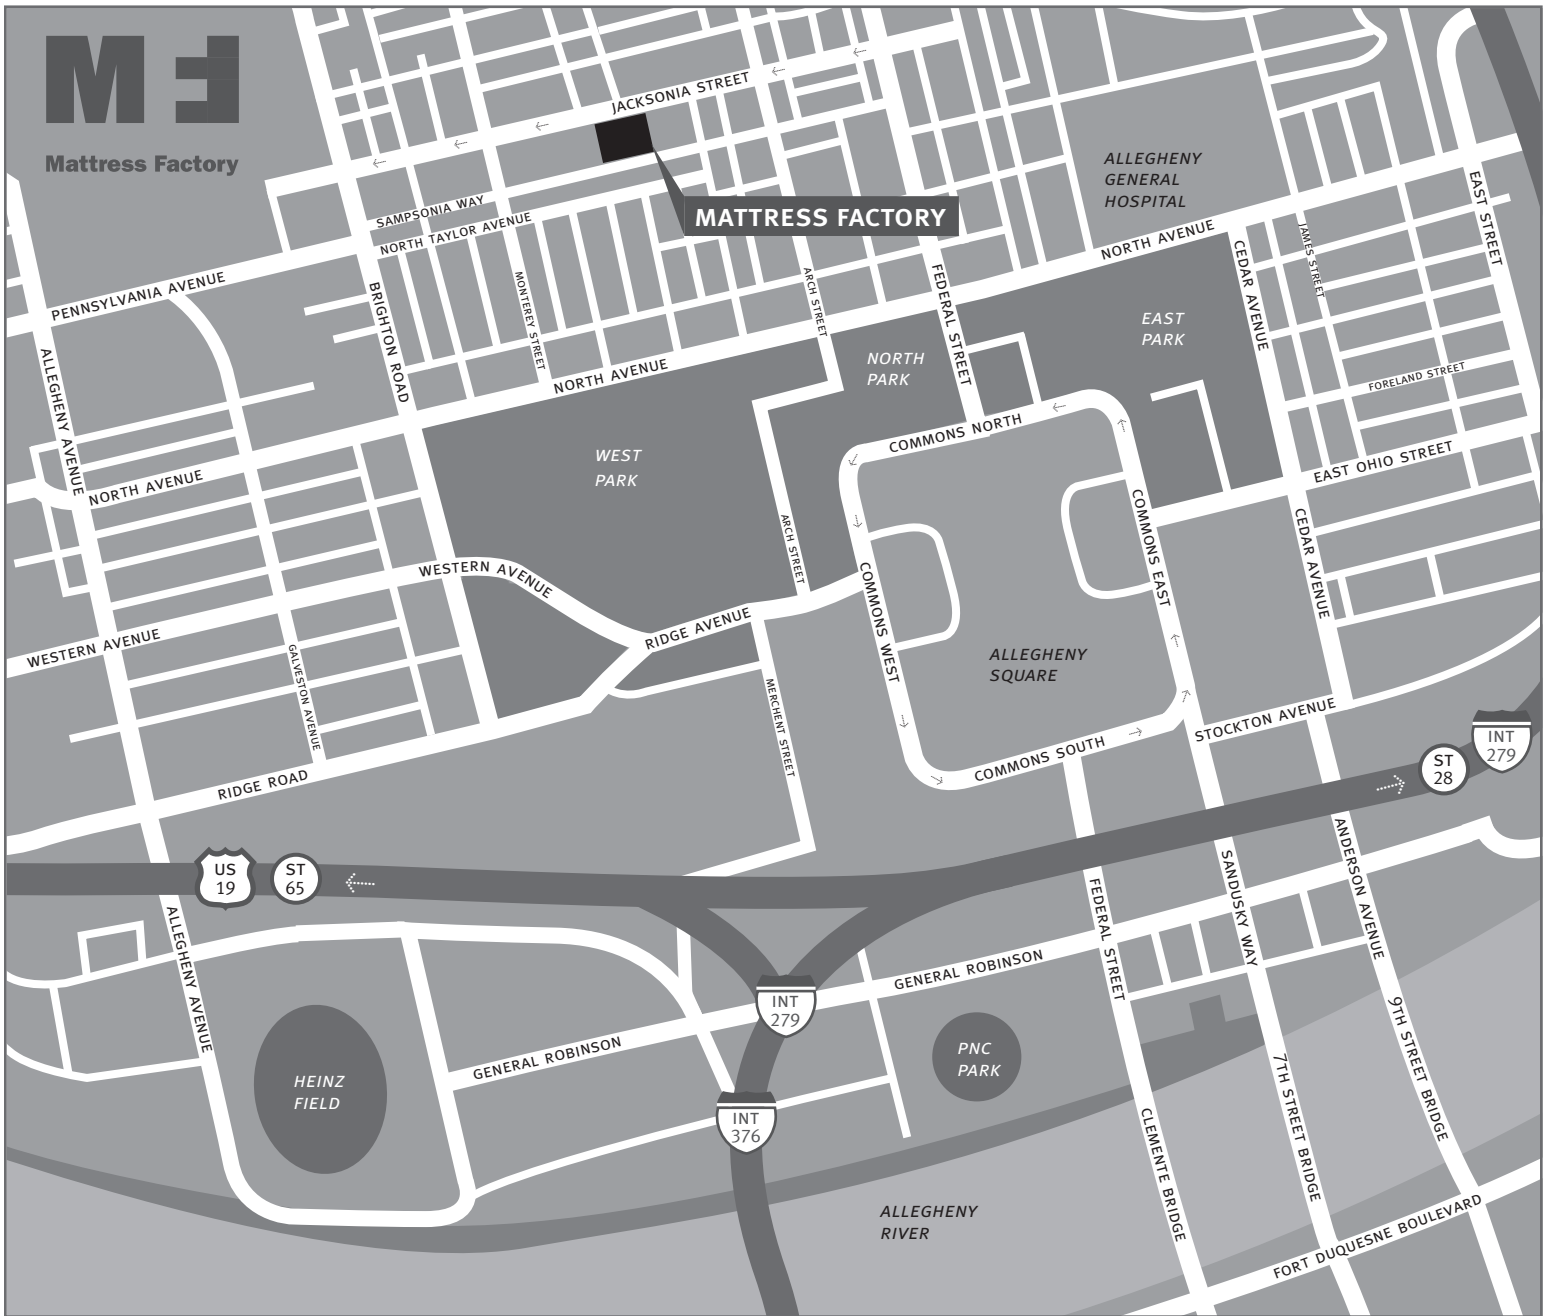 MF
Mattress Factory
JACKSONIA STREET
MATTRESS FACTORY
ALLEGHENY
GENERAL
HOSPITAL
SAMPSONIA WAY
NORTH TAYLOR AVENUE
PENNSYLVANIA AVENUE
ALLEGHENY AVENUE
BRIGHTON ROAD
MONTEREY STREET
NORTH AVENUE
ARCH STREET
FEDERAL STREET
NORTH AVENUE
CEDAR AVENUE
JAMES STREET
EAST STREET
EAST
PARK
NORTH
PARK
FORELAND STREET
WEST
PARK
COMMONS NORTH
EAST OHIO STREET
NORTH AVENUE
ARCH STREET
COMMONS EAST
CEDAR AVENUE
WESTERN AVENUE
COMMONS WEST
RIDGE AVENUE
WESTERN AVENUE
GALVESTON AVENUE
ALLEGHENY
SQUARE
MERCHENT STREET
STOCKTON AVENUE
COMMONS SOUTH
INT
279
ST
28
RIDGE ROAD
US
19
ST
65
ANDERSON AVENUE
SANDUSKY WAY
FEDERAL STREET
ALLEGHENY AVENUE
GENERAL ROBINSON
INT
279
GENERAL ROBINSON
PNC
PARK
HEINZ
FIELD
INT
376
9TH STREET BRIDGE
7TH STREET BRIDGE
CLEMENTE BRIDGE
ALLEGHENY
RIVER
FORT DUQUESNE BOULEVARD